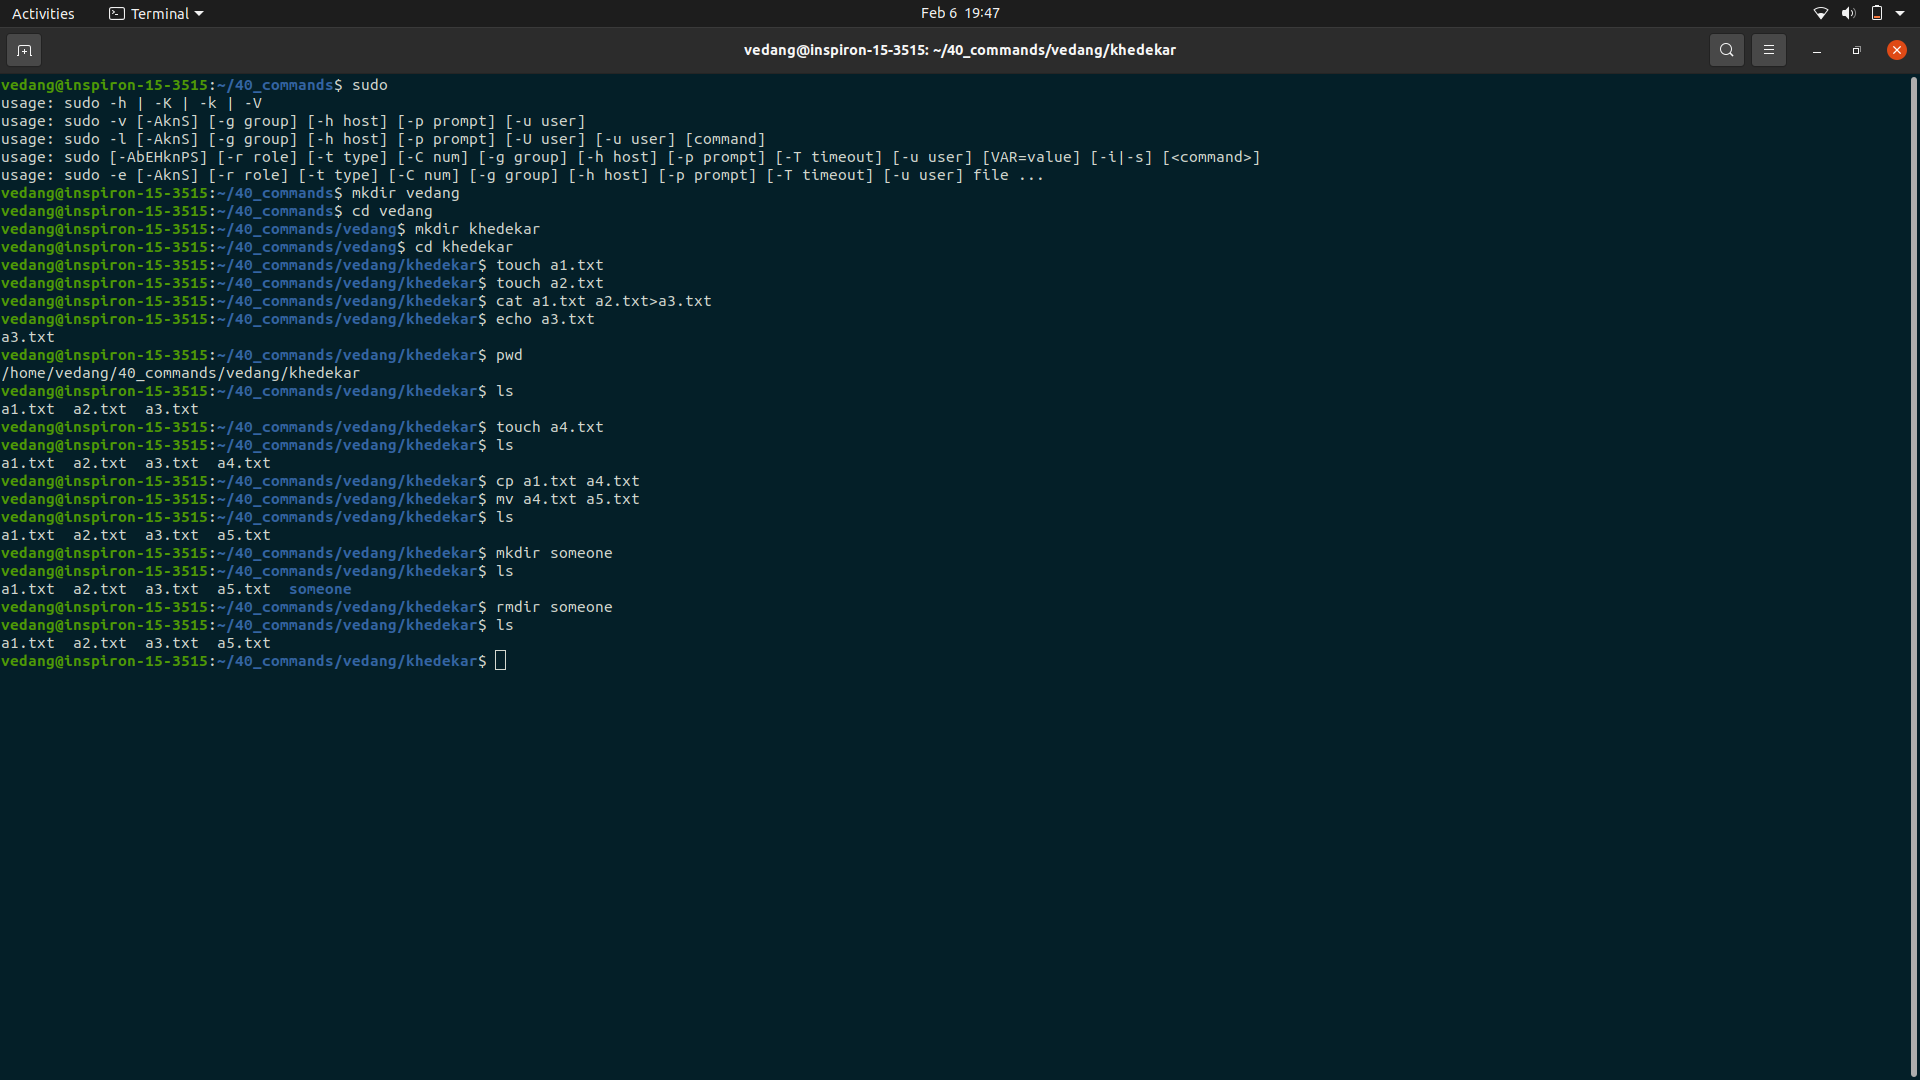 Activities Terminal Feb 6 19:47
vedang@inspiron-15-3515: ~/40_commands/vedang/khedekar
vedang@inspiron-15-3515:~/40_commands$ sudo
usage: sudo -h | -K | -k | -V
usage: sudo -v [-AknS] [-g group] [-h host] [-p prompt] [-u user]
usage: sudo -l [-AknS] [-g group] [-h host] [-p prompt] [-U user] [-u user] [command]
usage: sudo [-AbEHknPS] [-r role] [-t type] [-C num] [-g group] [-h host] [-p prompt] [-T timeout] [-u user] [VAR=value] [-i|-s] [<command>]
usage: sudo -e [-AknS] [-r role] [-t type] [-C num] [-g group] [-h host] [-p prompt] [-T timeout] [-u user] file ...
vedang@inspiron-15-3515:~/40_commands$ mkdir vedang
vedang@inspiron-15-3515:~/40_commands$ cd vedang
vedang@inspiron-15-3515:~/40_commands/vedang$ mkdir khedekar
vedang@inspiron-15-3515:~/40_commands/vedang$ cd khedekar
vedang@inspiron-15-3515:~/40_commands/vedang/khedekar$ touch a1.txt
vedang@inspiron-15-3515:~/40_commands/vedang/khedekar$ touch a2.txt
vedang@inspiron-15-3515:~/40_commands/vedang/khedekar$ cat a1.txt a2.txt>a3.txt
vedang@inspiron-15-3515:~/40_commands/vedang/khedekar$ echo a3.txt
a3.txt
vedang@inspiron-15-3515:~/40_commands/vedang/khedekar$ pwd
/home/vedang/40_commands/vedang/khedekar
vedang@inspiron-15-3515:~/40_commands/vedang/khedekar$ ls
a1.txt  a2.txt  a3.txt
vedang@inspiron-15-3515:~/40_commands/vedang/khedekar$ touch a4.txt
vedang@inspiron-15-3515:~/40_commands/vedang/khedekar$ ls
a1.txt  a2.txt  a3.txt  a4.txt
vedang@inspiron-15-3515:~/40_commands/vedang/khedekar$ cp a1.txt a4.txt
vedang@inspiron-15-3515:~/40_commands/vedang/khedekar$ mv a4.txt a5.txt
vedang@inspiron-15-3515:~/40_commands/vedang/khedekar$ ls
a1.txt  a2.txt  a3.txt  a5.txt
vedang@inspiron-15-3515:~/40_commands/vedang/khedekar$ mkdir someone
vedang@inspiron-15-3515:~/40_commands/vedang/khedekar$ ls
a1.txt  a2.txt  a3.txt  a5.txt  someone
vedang@inspiron-15-3515:~/40_commands/vedang/khedekar$ rmdir someone
vedang@inspiron-15-3515:~/40_commands/vedang/khedekar$ ls
a1.txt  a2.txt  a3.txt  a5.txt
vedang@inspiron-15-3515:~/40_commands/vedang/khedekar$